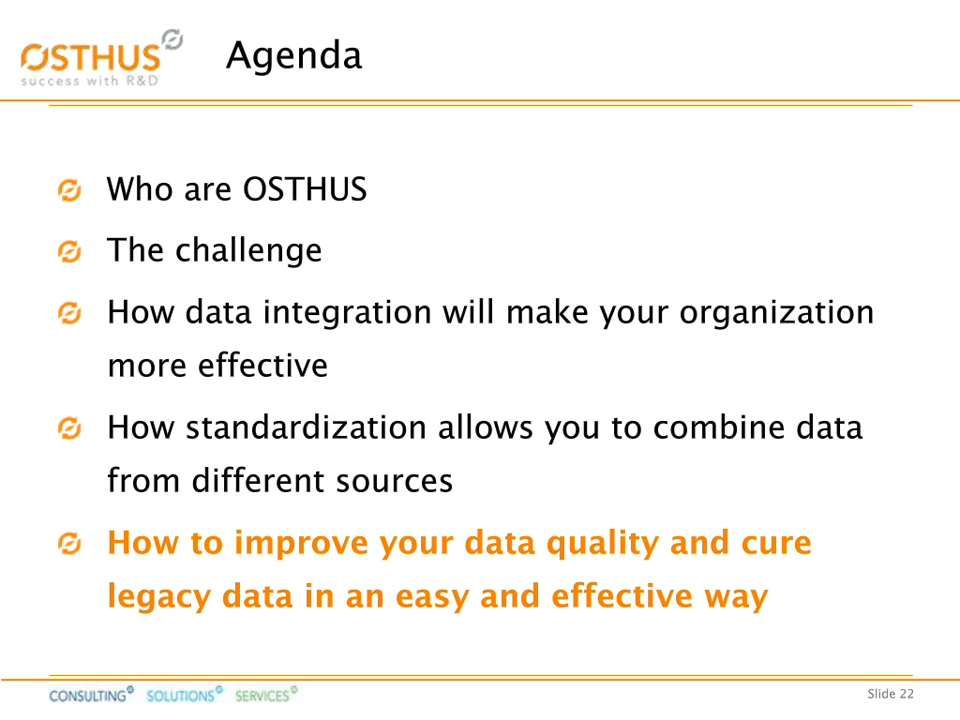 OSTHUS
success with R&D
Agenda
Who are OSTHUS
The challenge
How data integration will make your organization
more effective
How standardization allows you to combine data
from different sources
How to improve your data quality and cure
legacy data in an easy and effective way
CONSULTING SOLUTIONS SERVICES
Slide 22